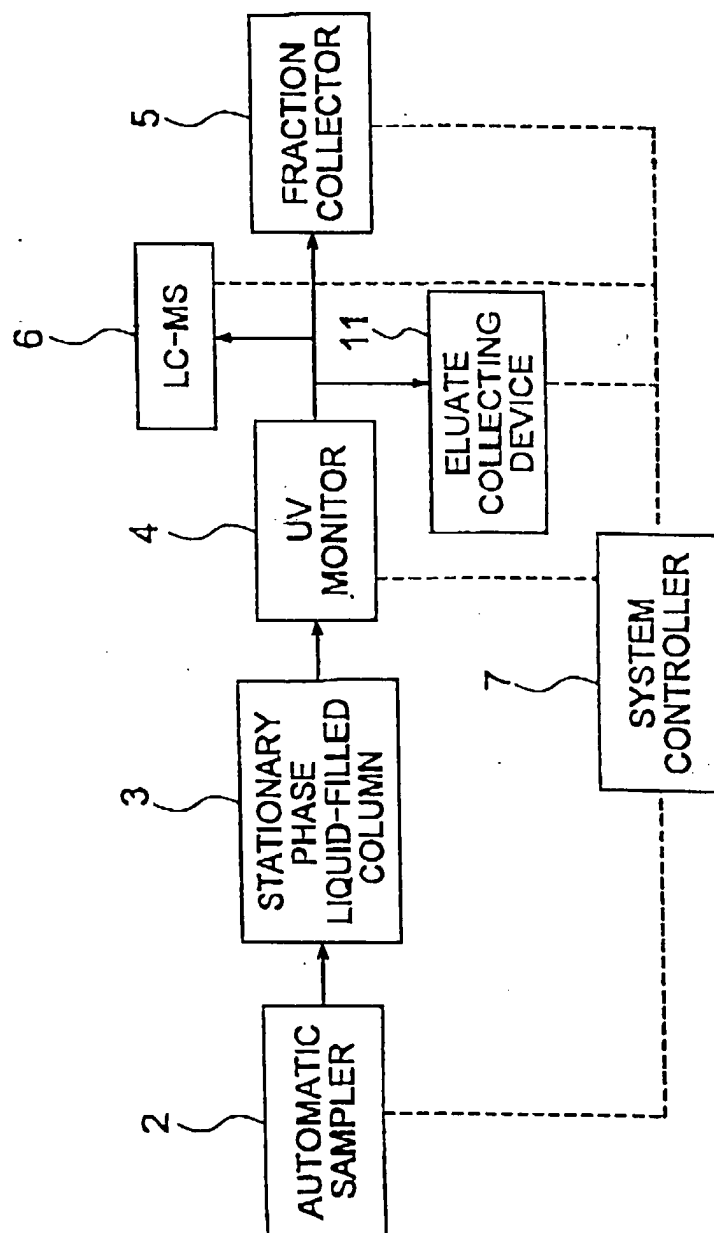 2
AUTOMATIC
SAMPLER
3
STATIONARY
PHASE
LIQUID-FILLED
COLUMN
4
UV
MONITOR
6
LC-MS
5
FRACTION
COLLECTOR
11
ELUATE
COLLECTING
DEVICE
7
SYSTEM
CONTROLLER